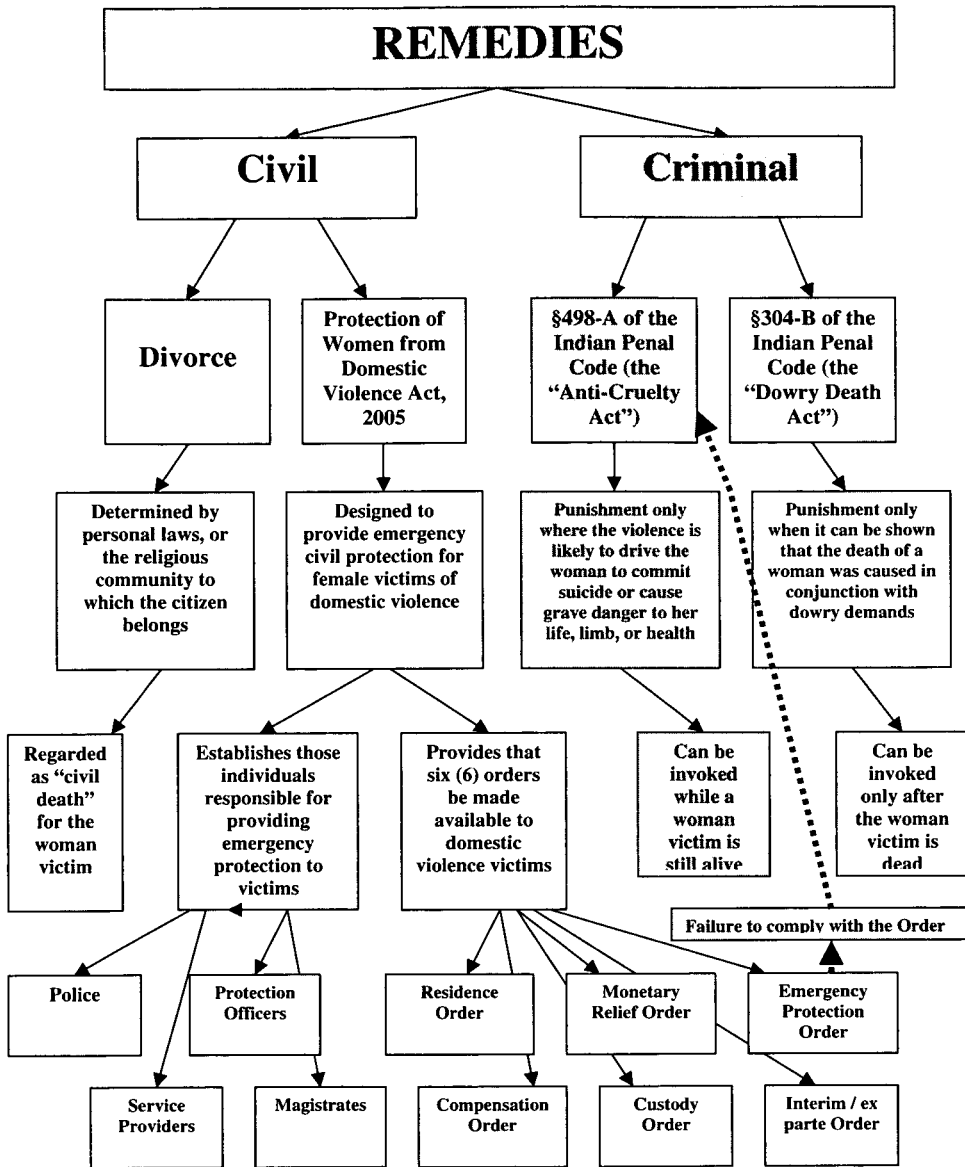 REMEDIES
Civil
Criminal
Divorce
Protection of
Women from
Domestic
Violence Act,
2005
§498-A of the
Indian Penal
Code (the
“Anti-Cruelty
Act”)
§304-B of the
Indian Penal
Code (the
“Dowry Death
Act”)
Determined by
personal laws, or
the religious
community to
which the citizen
belongs
Designed to
provide emergency
civil protection for
female victims of
domestic violence
Punishment only
where the violence is
likely to drive the
woman to commit
suicide or cause
grave danger to her
life, limb, or health
Punishment only
when it can be shown
that the death of a
woman was caused in
conjunction with
dowry demands
Regarded
as “civil
death”
for the
woman
victim
Establishes those
individuals
responsible for
providing
emergency
protection to
victims
Provides that
six (6) orders
be made
available to
domestic
violence victims
Can be
invoked
while a
woman
victim is
still alive
Can be
invoked
only after
the woman
victim is
dead
Failure to comply with the Order
Police
Protection
Officers
Residence
Order
Monetary
Relief Order
Emergency
Protection
Order
Service
Providers
Magistrates
Compensation
Order
Custody
Order
Interim / ex
parte Order